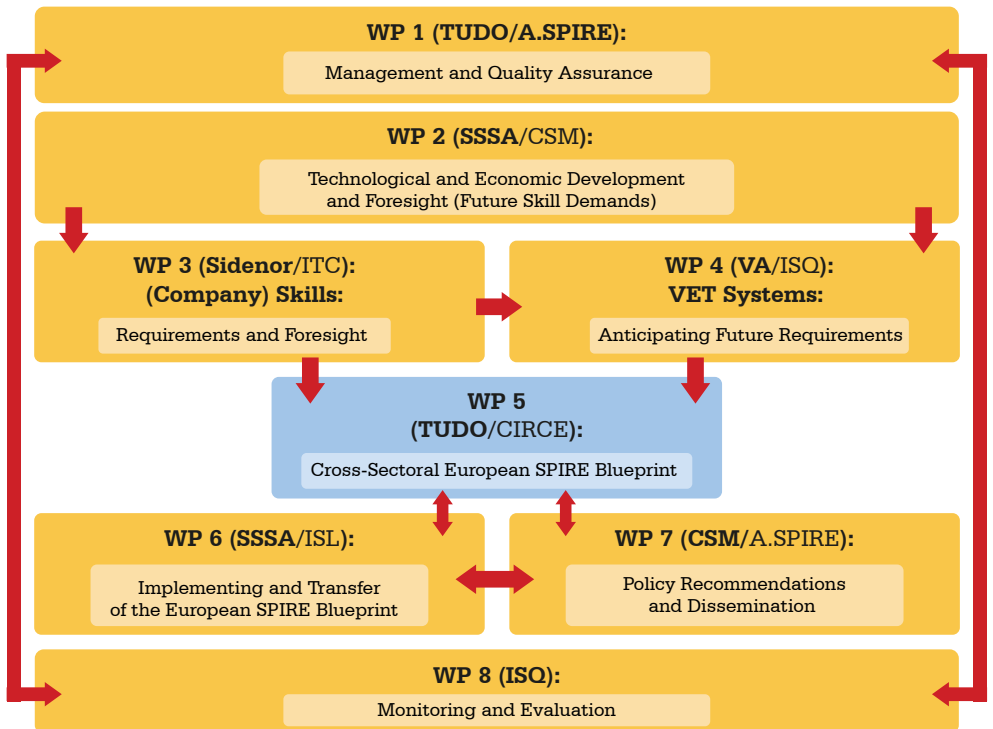 WP 1 (TUDO/A.SPIRE):
Management and Quality Assurance
WP 2 (SSSA/CSM):
Technological and Economic Development
and Foresight (Future Skill Demands)
WP 3 (Sidenor/ITC):
(Company) Skills:
Requirements and Foresight
WP 4 (VA/ISQ):
VET Systems:
Anticipating Future Requirements
WP 5
(TUDO/CIRCE):
Cross-Sectoral European SPIRE Blueprint
WP 6 (SSSA/ISL):
Implementing and Transfer
of the European SPIRE Blueprint
WP 7 (CSM/A.SPIRE):
Policy Recommendations
and Dissemination
WP 8 (ISQ):
Monitoring and Evaluation